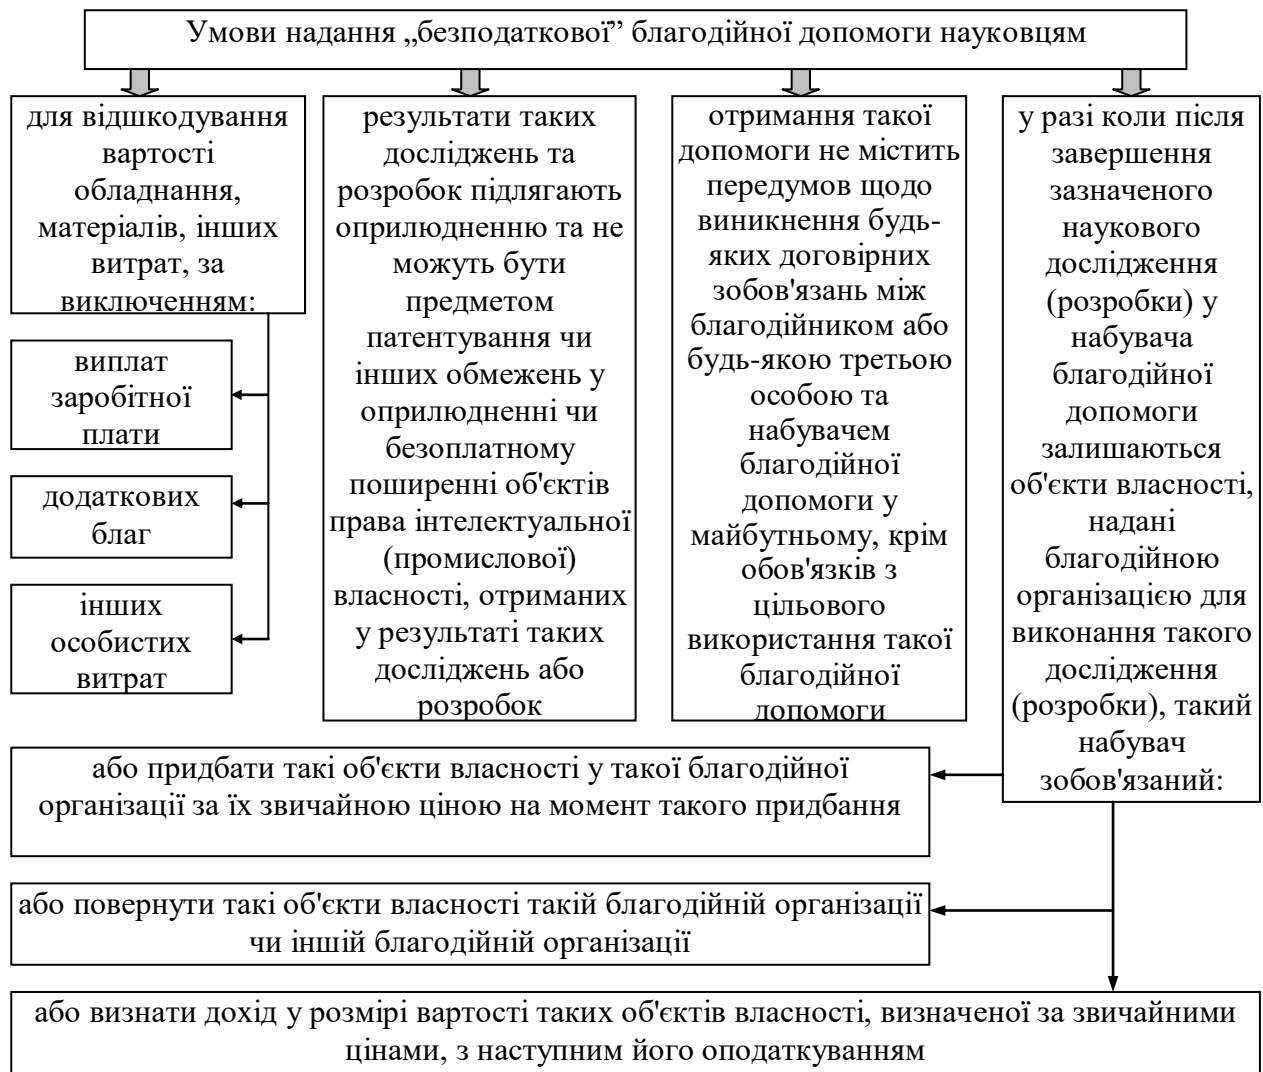 Умови надання „безподаткової” благодійної допомоги науковцям
для відшкодування
вартості
обладнання,
матеріалів, інших
витрат, за
виключенням:
виплат
заробітної
плати
додаткових
благ
інших
особистих
витрат
результати таких
досліджень та
розробок підлягають
оприлюдненню та не
можуть бути
предметом
патентування чи
інших обмежень у
оприлюдненні чи
безоплатному
поширенні об'єктів
права інтелектуальної
(промислової)
власності, отриманих
у результаті таких
досліджень або
розробок
отримання такої
допомоги не містить
передумов щодо
виникнення будь-
яких договірних
зобов'язань між
благодійником або
будь-якою третьою
особою та
набувачем
благодійної
допомоги у
майбутньому, крім
обов'язків з
цільового
використання такої
благодійної
допомоги
у разі коли після
завершення
зазначеного
наукового
дослідження
(розробки) у
набувача
благодійної
допомоги
залишаються
об'єкти власності,
надані
благодійною
організацією для
виконання такого
дослідження
(розробки), такий
набувач
зобов'язаний:
або придбати такі об'єкти власності у такої благодійної
організації за їх звичайною ціною на момент такого придбання
або повернути такі об'єкти власності такій благодійній організації
чи іншій благодійній організації
або визнати дохід у розмірі вартості таких об'єктів власності, визначеної за звичайними
цінами, з наступним його оподаткуванням